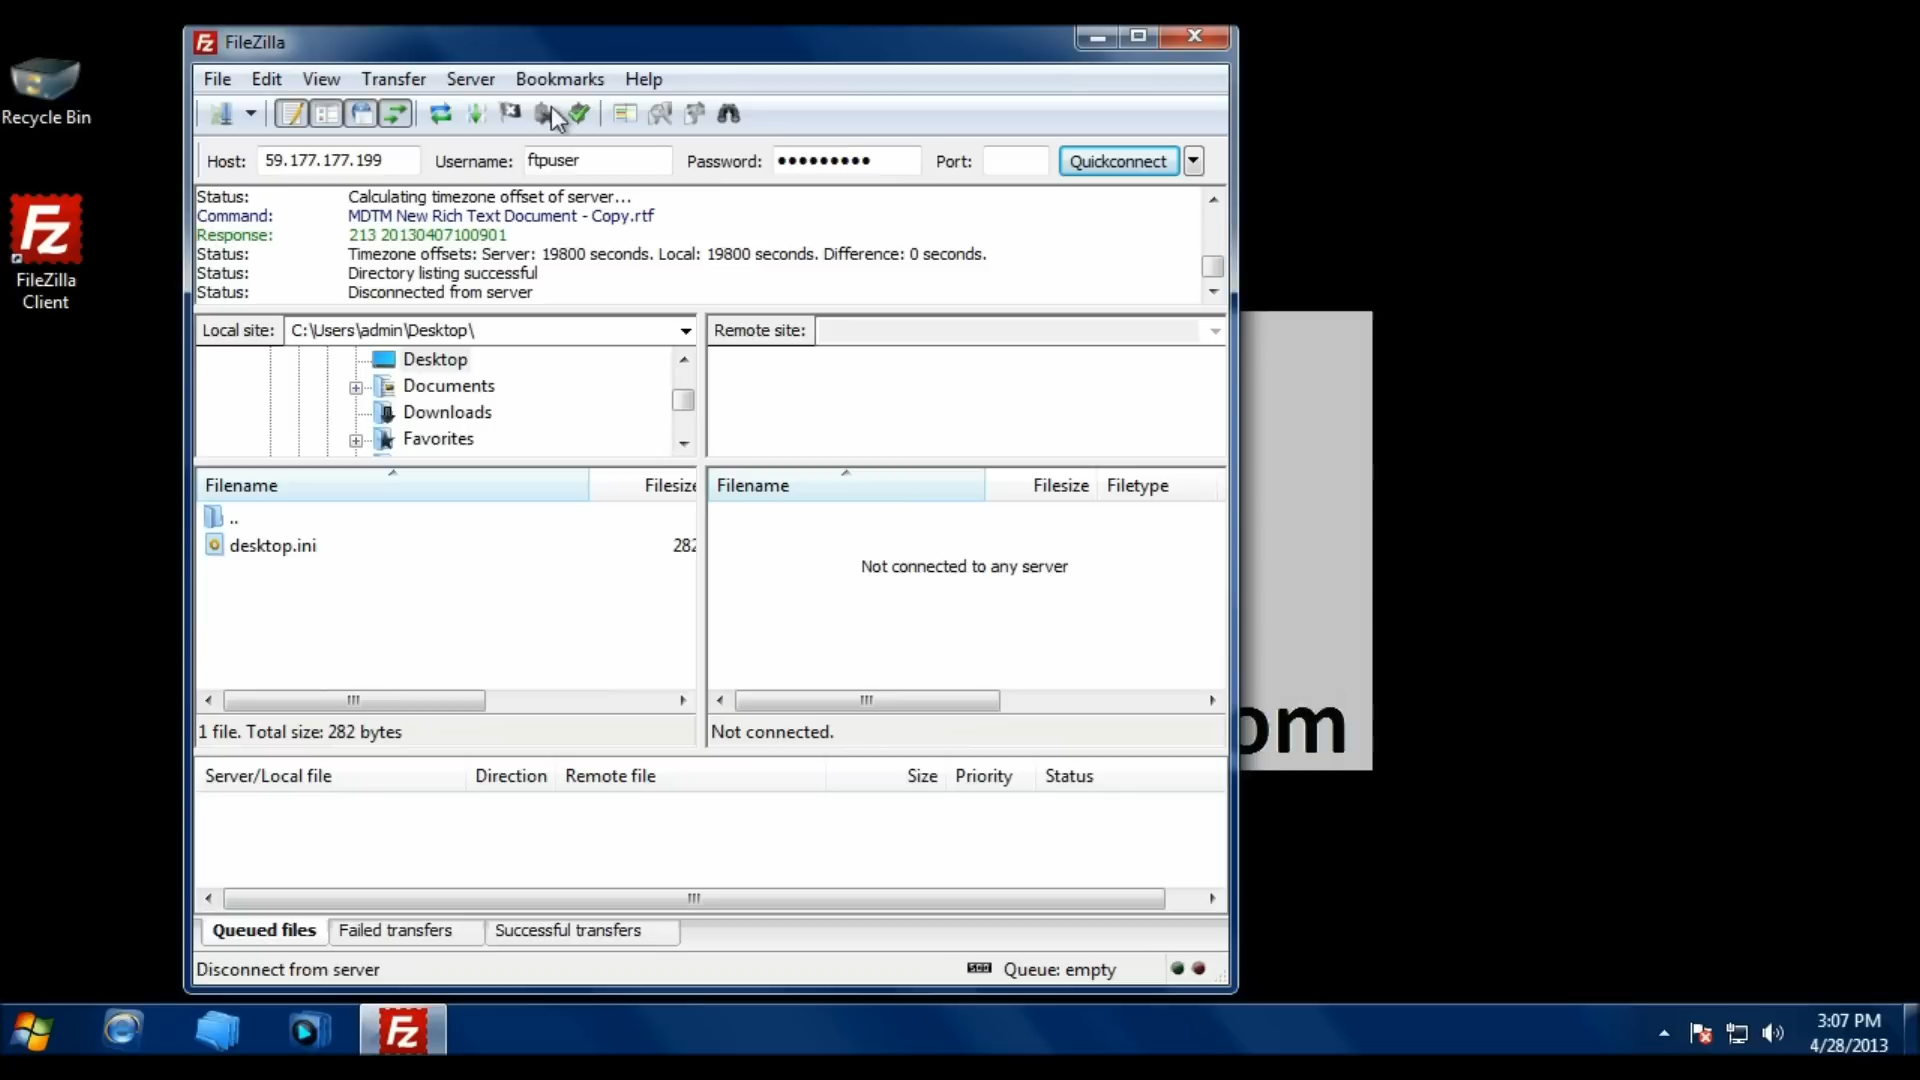 Recycle Bin
FileZilla
Client
FileZilla
File Edit View Transfer Server Bookmarks Help
Host: 59.177.177.199 Username: ftpuser Password: ●●●●●●●●● Port: Quickconnect
Status: Calculating timezone offset of server...
Command: MDTM New Rich Text Document - Copy.rtf
Response: 213 20130407100901
Status: Timezone offsets: Server: 19800 seconds. Local: 19800 seconds. Difference: 0 seconds.
Status: Directory listing successful
Status: Disconnected from server
Local site: C:\Users\admin\Desktop\
Remote site:
Desktop
Documents
Downloads
Favorites
Filename Filesize
..
desktop.ini 282
1 file. Total size: 282 bytes
Filename Filesize Filetype
Not connected to any server
Not connected.
Server/Local file Direction Remote file Size Priority Status
Queued files Failed transfers Successful transfers
Disconnect from server Queue: empty
om
3:07 PM
4/28/2013